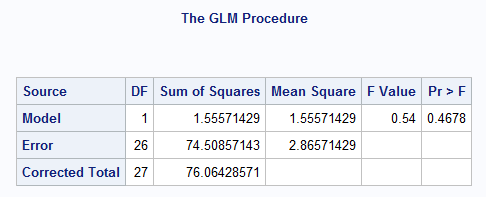 The GLM Procedure
Source DF Sum of Squares Mean Square F Value Pr > F
Model 1 1.55571429 1.55571429 0.54 0.4678
Error 26 74.50857143 2.86571429
Corrected Total 27 76.06428571